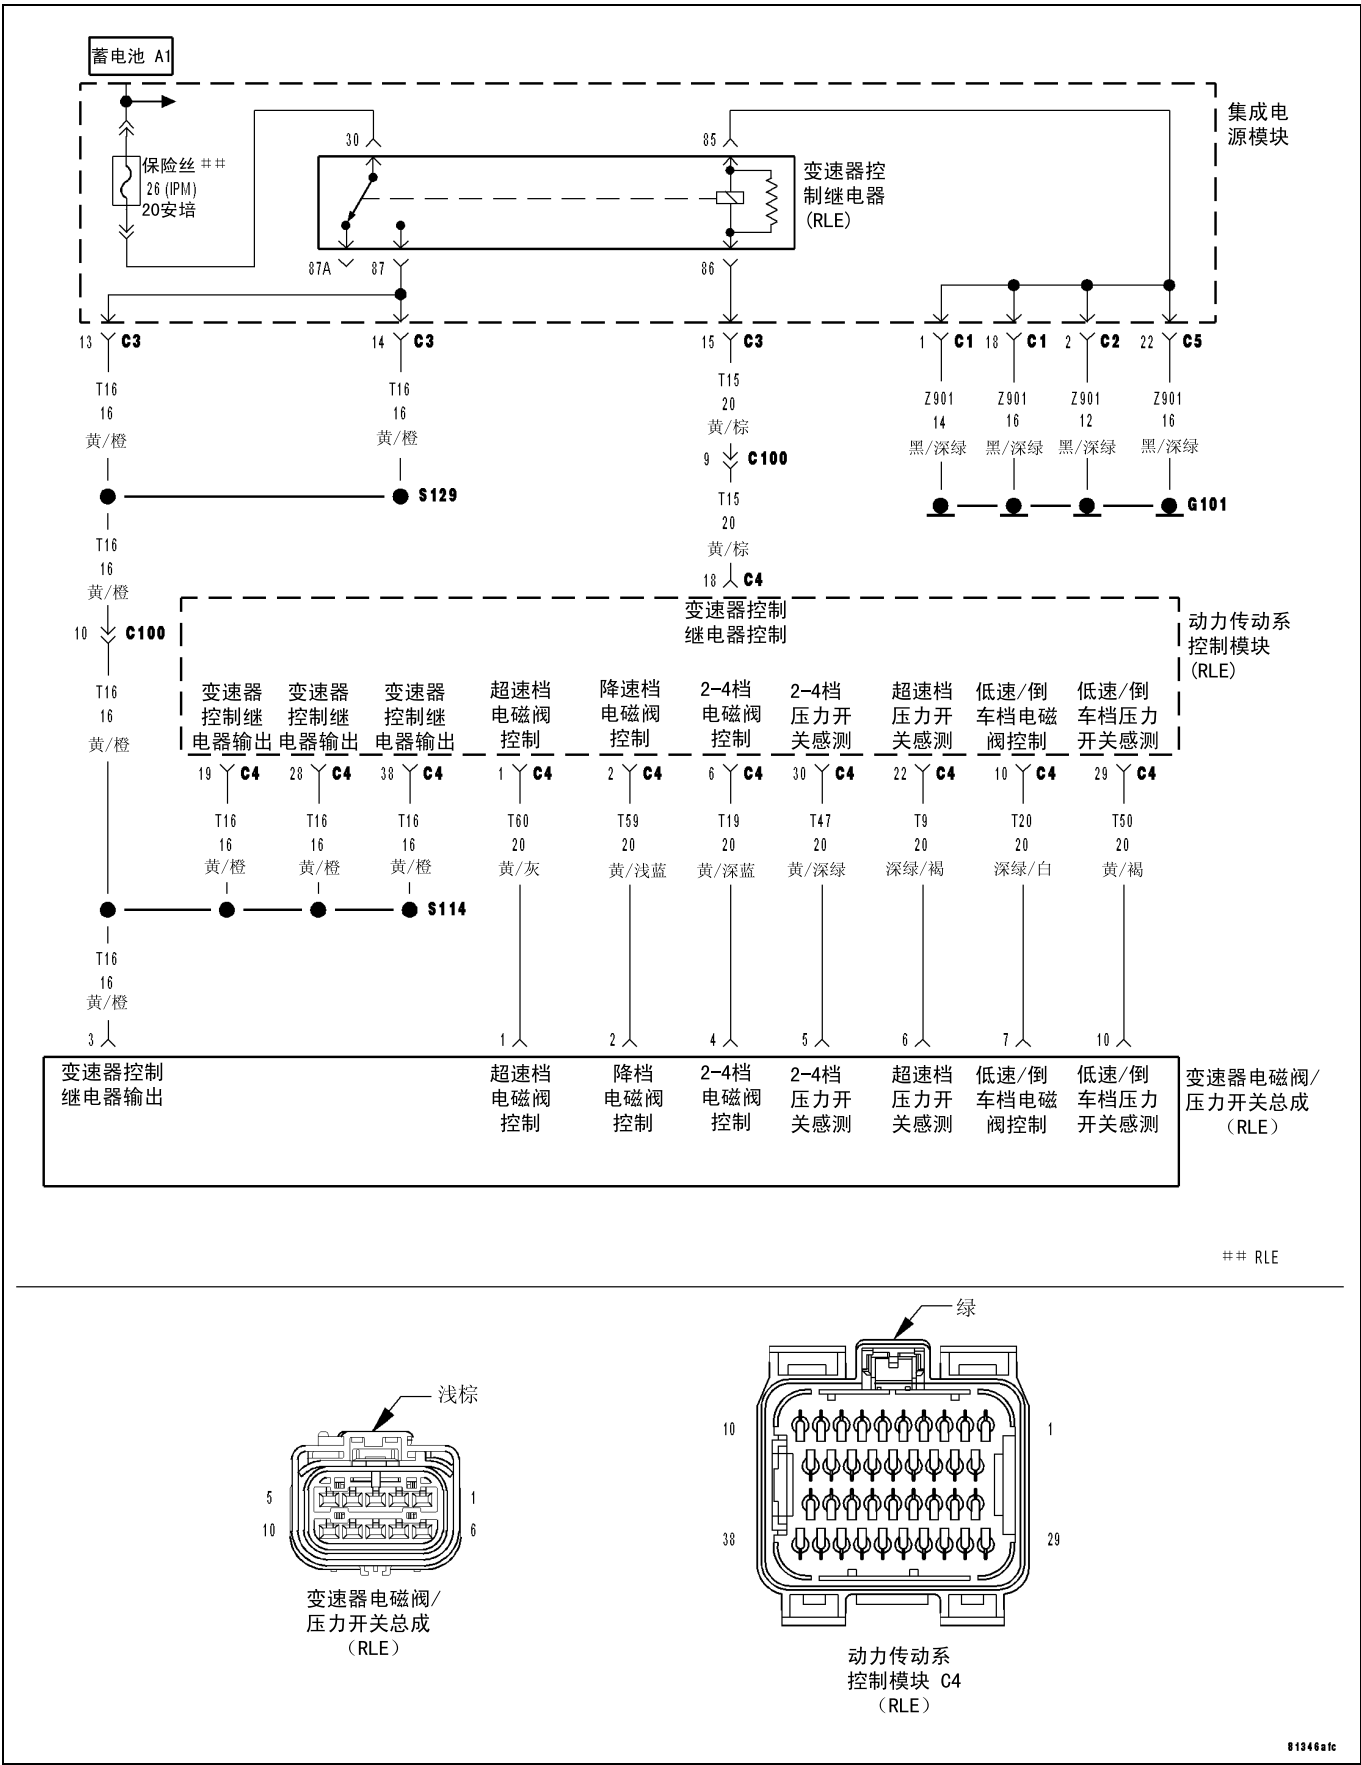 蓄电池 A1
集成电
源模块
保险丝 ##
26 (IPM)
20安培
30
85
变速器控
制继电器
(RLE)
87A
87
86
13 C3
14 C3
15 C3
1 C1
18 C1
2 C2
22 C5
T16
16
黄/橙
T16
16
黄/橙
T15
20
黄/棕
Z901
14
黑/深绿
Z901
16
黑/深绿
Z901
12
黑/深绿
Z901
16
黑/深绿
9 C100
S129
G101
T15
20
黄/棕
18 C4
T16
16
黄/橙
10 C100
T16
16
黄/橙
变速器控制
继电器控制
动力传动系
控制模块
(RLE)
变速器
控制继
电器输出
变速器
控制继
电器输出
变速器
控制继
电器输出
超速档
电磁阀
控制
降速档
电磁阀
控制
2-4档
电磁阀
控制
2-4档
压力开
关感测
超速档
压力开
关感测
低速/倒
车档电磁
阀控制
低速/倒
车档压力
开关感测
19 C4
28 C4
38 C4
1 C4
2 C4
6 C4
30 C4
22 C4
10 C4
29 C4
T16
16
黄/橙
T16
16
黄/橙
T16
16
黄/橙
T60
20
黄/灰
T59
20
黄/浅蓝
T19
20
黄/深蓝
T47
20
黄/深绿
T9
20
深绿/褐
T20
20
深绿/白
T50
20
黄/褐
S114
T16
16
黄/橙
3
1
2
4
5
6
7
10
变速器控制
继电器输出
超速档
电磁阀
控制
降档
电磁阀
控制
2-4档
电磁阀
控制
2-4档
压力开
关感测
超速档
压力开
关感测
低速/倒
车档电磁
阀控制
低速/倒
车档压力
开关感测
变速器电磁阀/
压力开关总成
（RLE）
## RLE
绿
浅棕
10
1
5
1
10
6
38
29
变速器电磁阀/
压力开关总成
（RLE）
动力传动系
控制模块 C4
（RLE）
81346afc